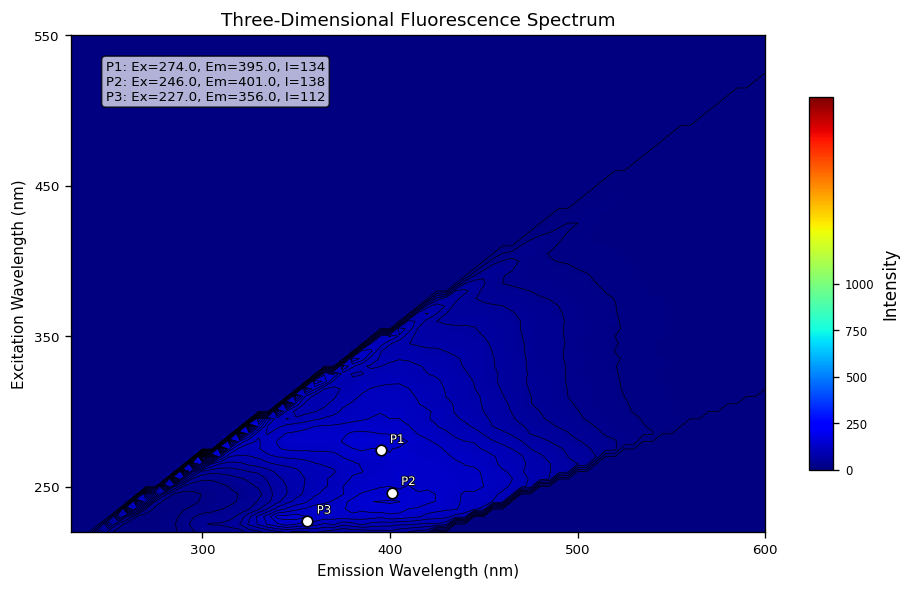 Three-Dimensional Fluorescence Spectrum
550
450
350
250
Excitation Wavelength (nm)
P1: Ex=274.0, Em=395.0, I=134
P2: Ex=246.0, Em=401.0, I=138
P3: Ex=227.0, Em=356.0, I=112
P1
P2
P3
300
400
500
600
Emission Wavelength (nm)
1000
750
500
250
0
Intensity